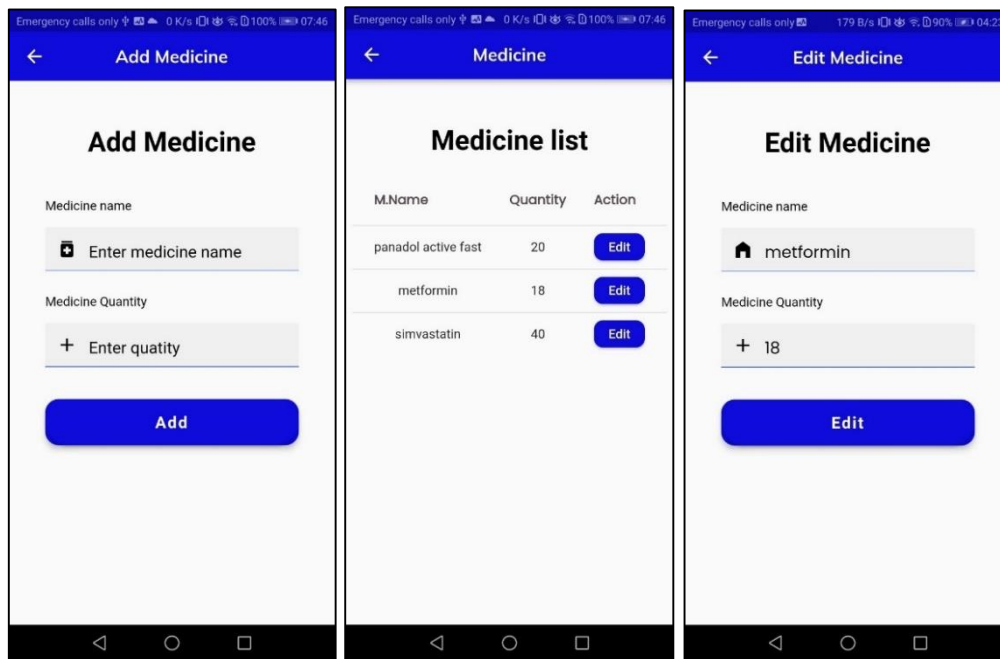 Emergency calls only 0 K/s 100% 07:46
Add Medicine
Add Medicine
Medicine name
Enter medicine name
Medicine Quantity
Enter quatity
Add
Emergency calls only 0 K/s 100% 07:46
Medicine
Medicine list
M.Name Quantity Action
panadol active fast 20 Edit
metformin 18 Edit
simvastatin 40 Edit
Emergency calls only 179 B/s 90%
Edit Medicine
Edit Medicine
Medicine name
metformin
Medicine Quantity
18
Edit